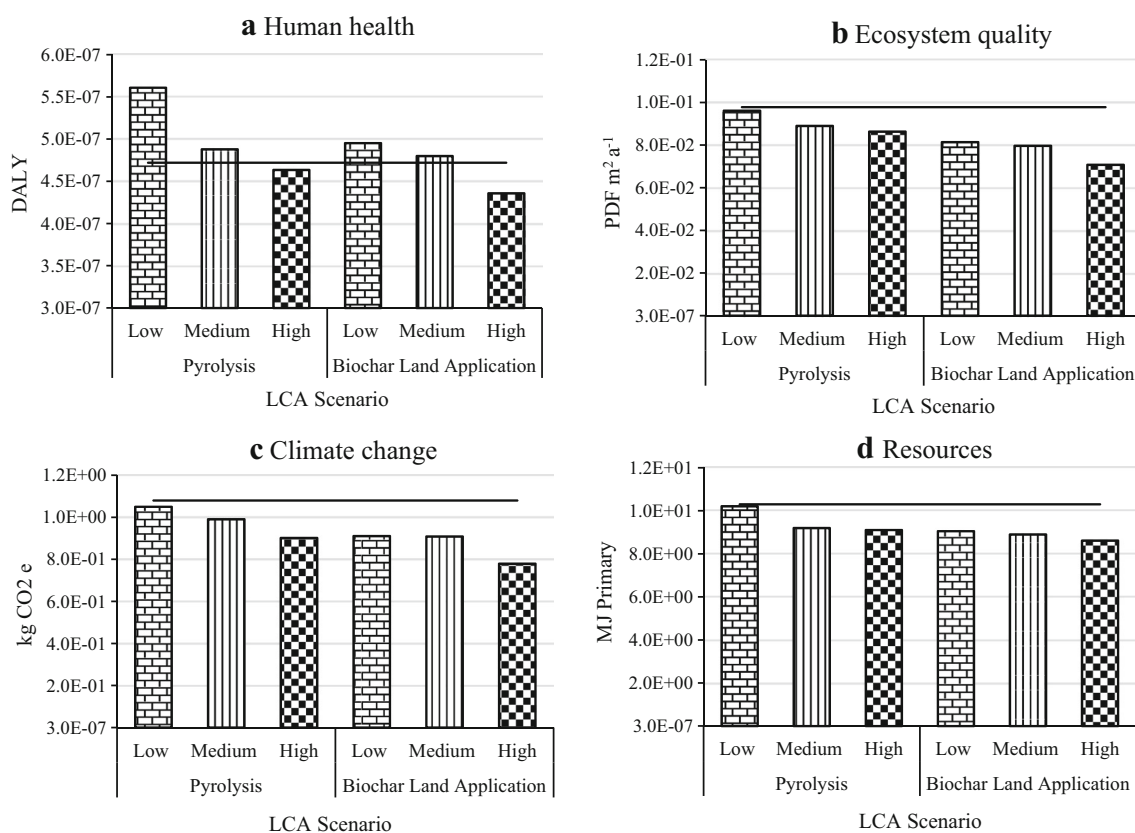 a Human health
6.0E-07
5.5E-07
5.0E-07
4.5E-07
4.0E-07
3.5E-07
3.0E-07
DALY
Low Medium High Low Medium High
Pyrolysis Biochar Land Application
LCA Scenario
b Ecosystem quality
1.2E-01
1.0E-01
8.0E-02
6.0E-02
4.0E-02
2.0E-02
3.0E-07
PDF m² a⁻¹
Low Medium High Low Medium High
Pyrolysis Biochar Land Application
LCA Scenario
c Climate change
1.2E+00
1.0E+00
8.0E-01
6.0E-01
4.0E-01
2.0E-01
3.0E-07
kg CO2 e
Low Medium High Low Medium High
Pyrolysis Biochar Land Application
LCA Scenario
d Resources
1.2E+01
1.0E+01
8.0E+00
6.0E+00
4.0E+00
2.0E+00
3.0E-07
MJ Primary
Low Medium High Low Medium High
Pyrolysis Biochar Land Application
LCA Scenario